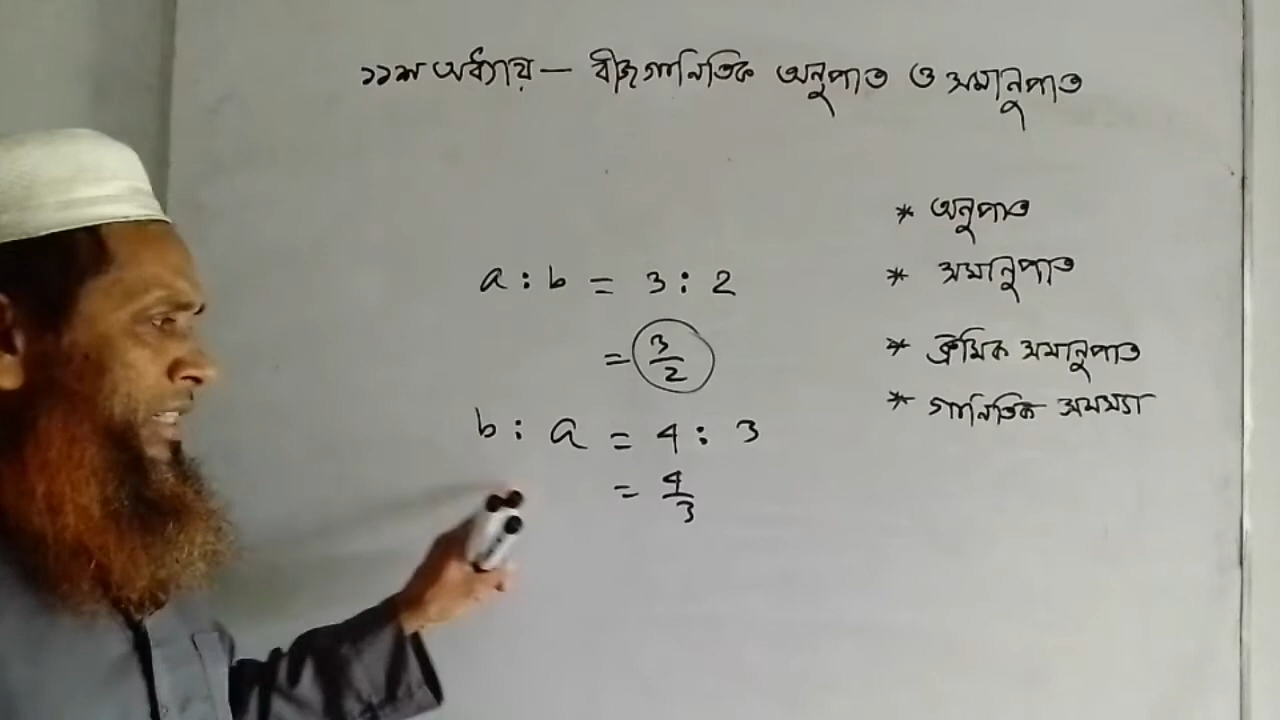 ১১শ অধ্যায় — বীজগানিতিক অনুপাত ও সমানুপাত
* অনুপাত
* সমানুপাত
* ক্রমিক সমানুপাত
* গানিতিক সমস্যা
a : b = 3 : 2
= 3/2
b : a = 4 : 3
= 4/3